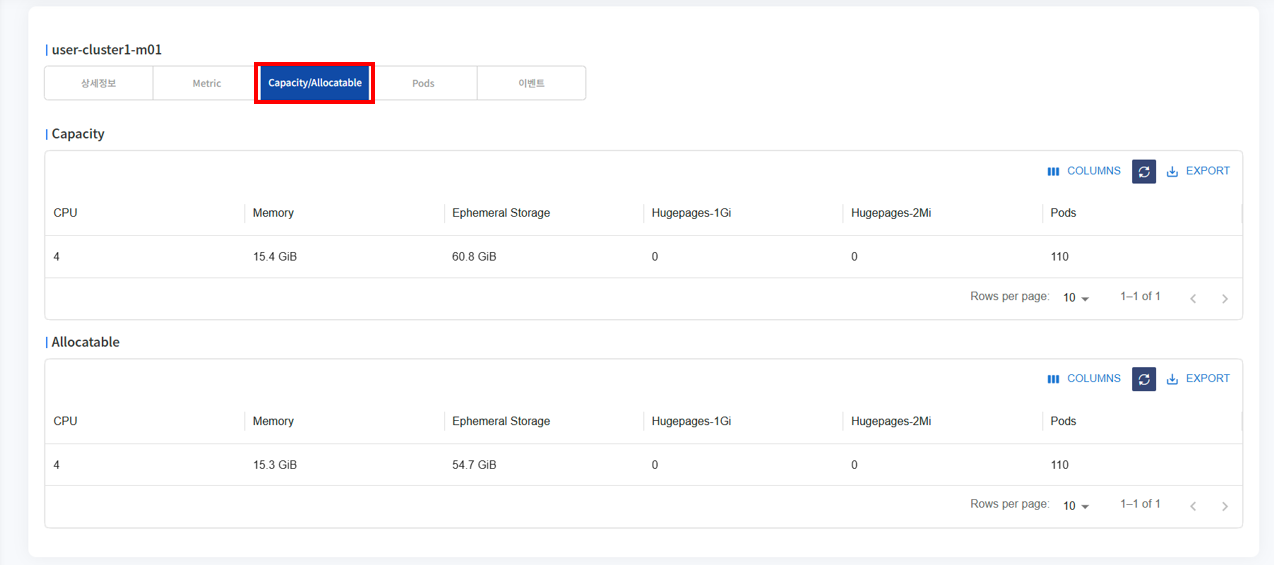 user-cluster1-m01
상세정보 Metric Capacity/Allocatable Pods 이벤트
Capacity
COLUMNS EXPORT
CPU Memory Ephemeral Storage Hugepages-1Gi Hugepages-2Mi Pods
4 15.4 GiB 60.8 GiB 0 0 110
Rows per page: 10 1–1 of 1
Allocatable
COLUMNS EXPORT
CPU Memory Ephemeral Storage Hugepages-1Gi Hugepages-2Mi Pods
4 15.3 GiB 54.7 GiB 0 0 110
Rows per page: 10 1–1 of 1